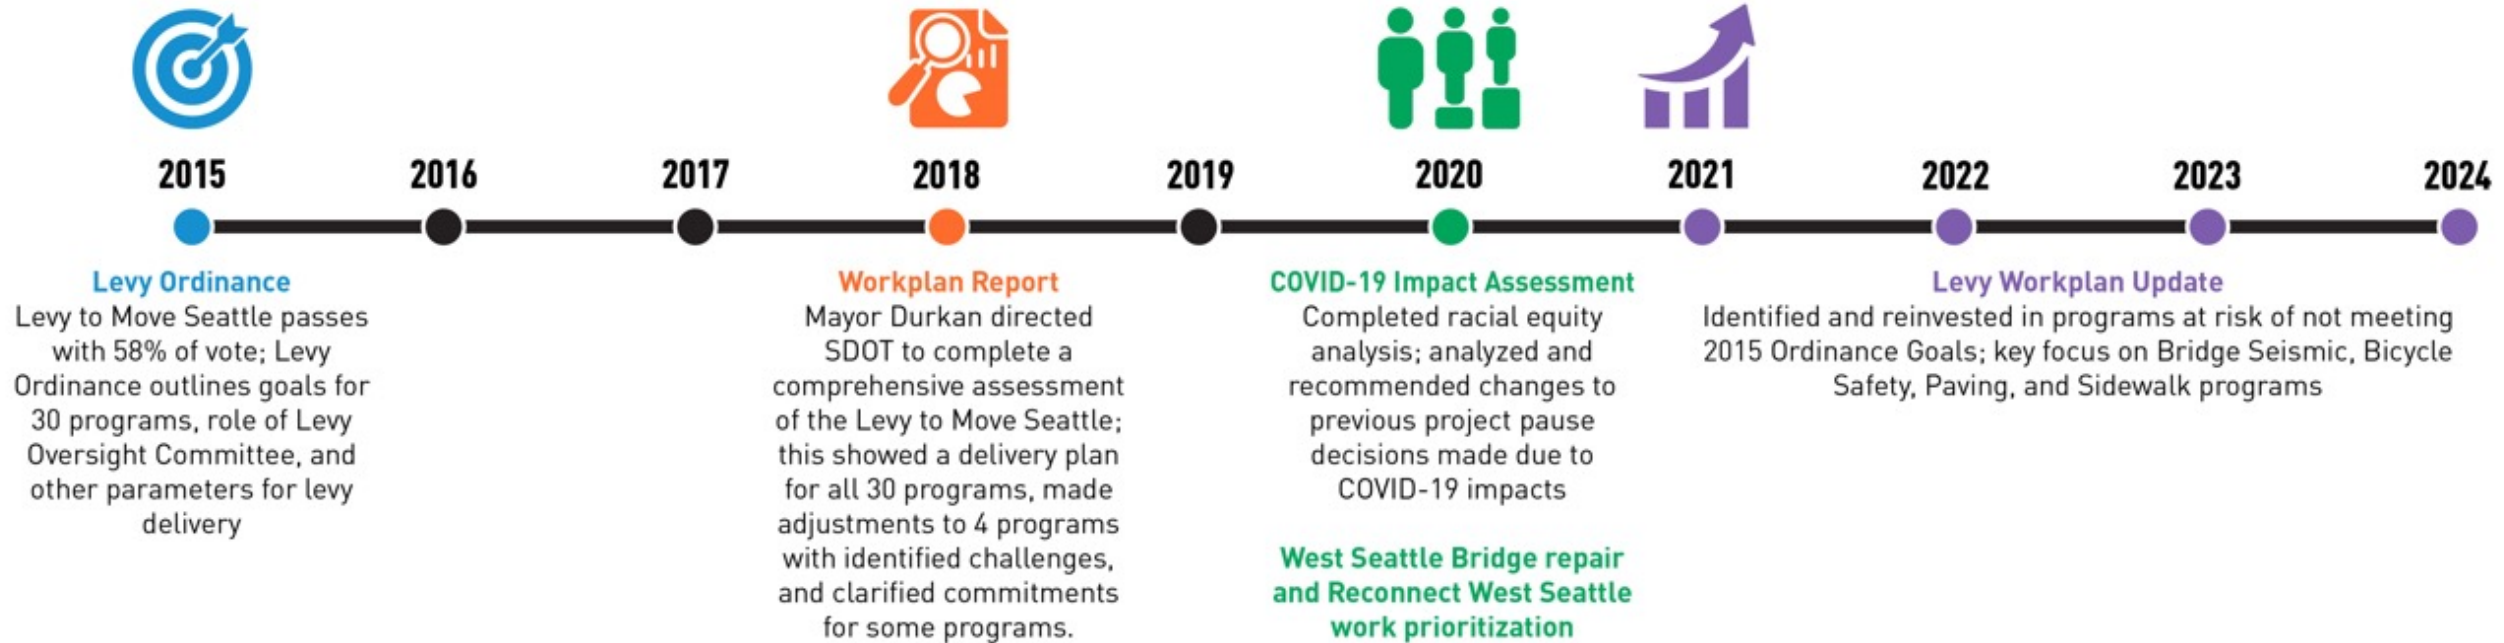 2015
2016
2017
2018
2019
2020
2021
2022
2023
2024
Levy Ordinance
Levy to Move Seattle passes
with 58% of vote; Levy
Ordinance outlines goals for
30 programs, role of Levy
Oversight Committee, and
other parameters for levy
delivery
Workplan Report
Mayor Durkan directed
SDOT to complete a
comprehensive assessment
of the Levy to Move Seattle;
this showed a delivery plan
for all 30 programs, made
adjustments to 4 programs
with identified challenges,
and clarified commitments
for some programs.
COVID-19 Impact Assessment
Completed racial equity
analysis; analyzed and
recommended changes to
previous project pause
decisions made due to
COVID-19 impacts
West Seattle Bridge repair
and Reconnect West Seattle
work prioritization
Levy Workplan Update
Identified and reinvested in programs at risk of not meeting
2015 Ordinance Goals; key focus on Bridge Seismic, Bicycle
Safety, Paving, and Sidewalk programs